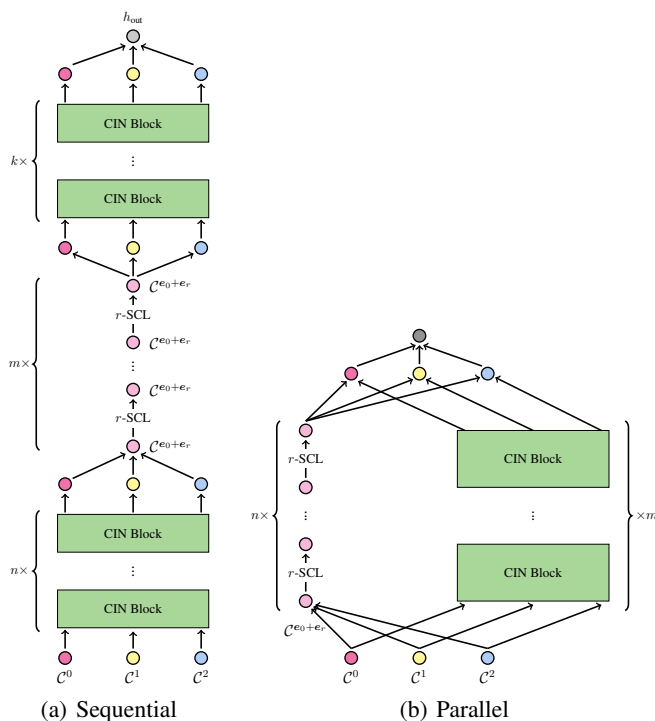 h_out
CIN Block
⋮
k×
CIN Block
C^{e_0+e_r}
r-SCL
C^{e_0+e_r}
m×
⋮
C^{e_0+e_r}
r-SCL
C^{e_0+e_r}
CIN Block
n×
⋮
CIN Block
C^0 C^1 C^2
(a) Sequential
r-SCL
CIN Block
n×
⋮
⋮
×m
r-SCL
CIN Block
C^{e_0+e_r}
C^0 C^1 C^2
(b) Parallel